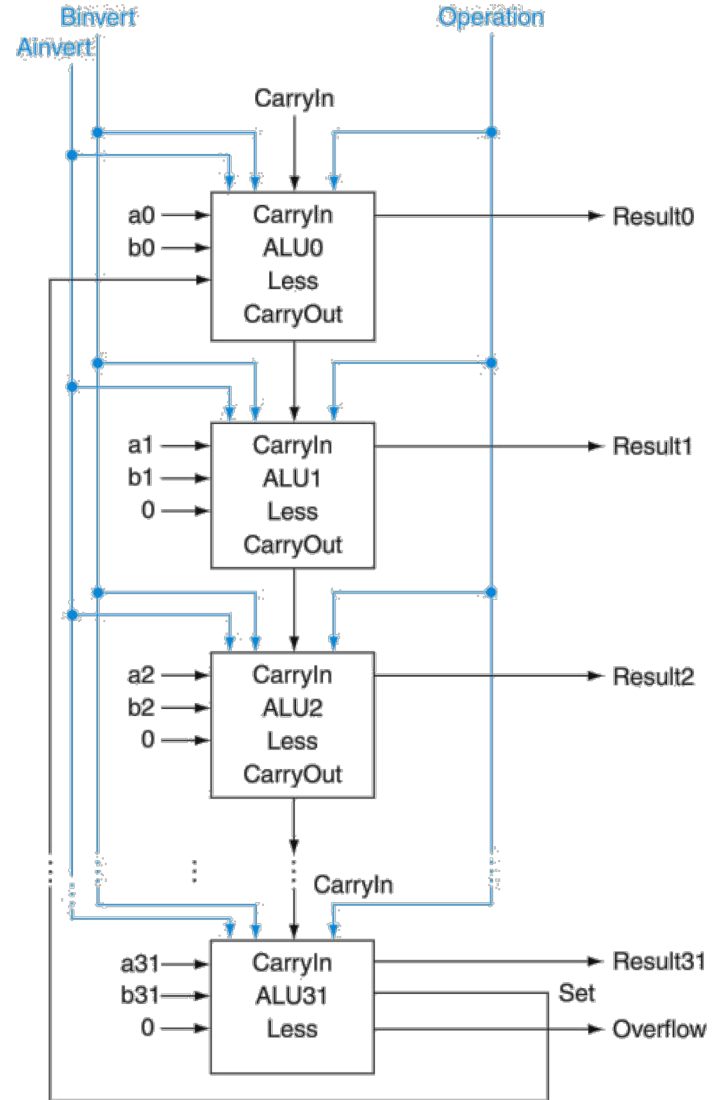 Binvert
Operation
Ainvert
CarryIn
a0
CarryIn
Result0
b0
ALU0
Less
CarryOut
a1
CarryIn
Result1
b1
ALU1
0
Less
CarryOut
a2
CarryIn
Result2
b2
ALU2
0
Less
CarryOut
CarryIn
a31
CarryIn
Result31
b31
ALU31
Set
0
Less
Overflow